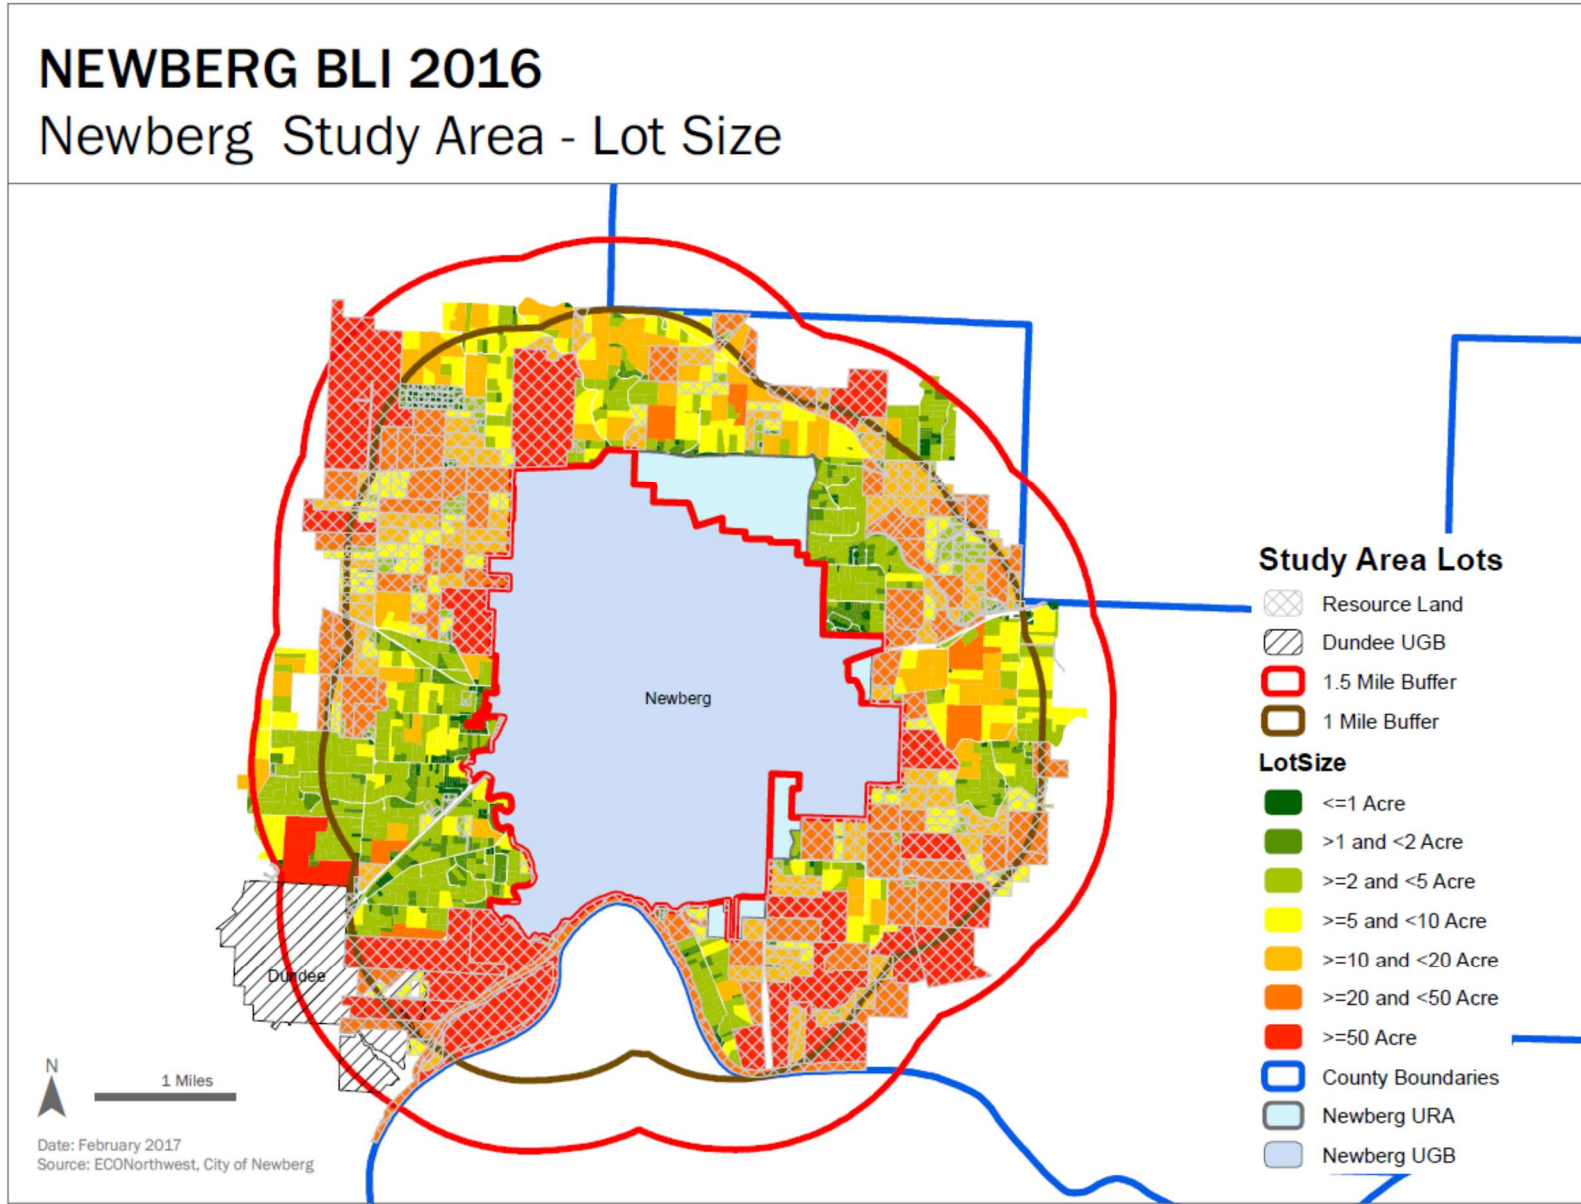 NEWBERG BLI 2016
Newberg Study Area - Lot Size
Newberg
Dundee
Study Area Lots
Resource Land
Dundee UGB
1.5 Mile Buffer
1 Mile Buffer
LotSize
<=1 Acre
>1 and <2 Acre
>=2 and <5 Acre
>=5 and <10 Acre
>=10 and <20 Acre
>=20 and <50 Acre
>=50 Acre
County Boundaries
Newberg URA
Newberg UGB
N
1 Miles
Date: February 2017
Source: ECONorthwest, City of Newberg